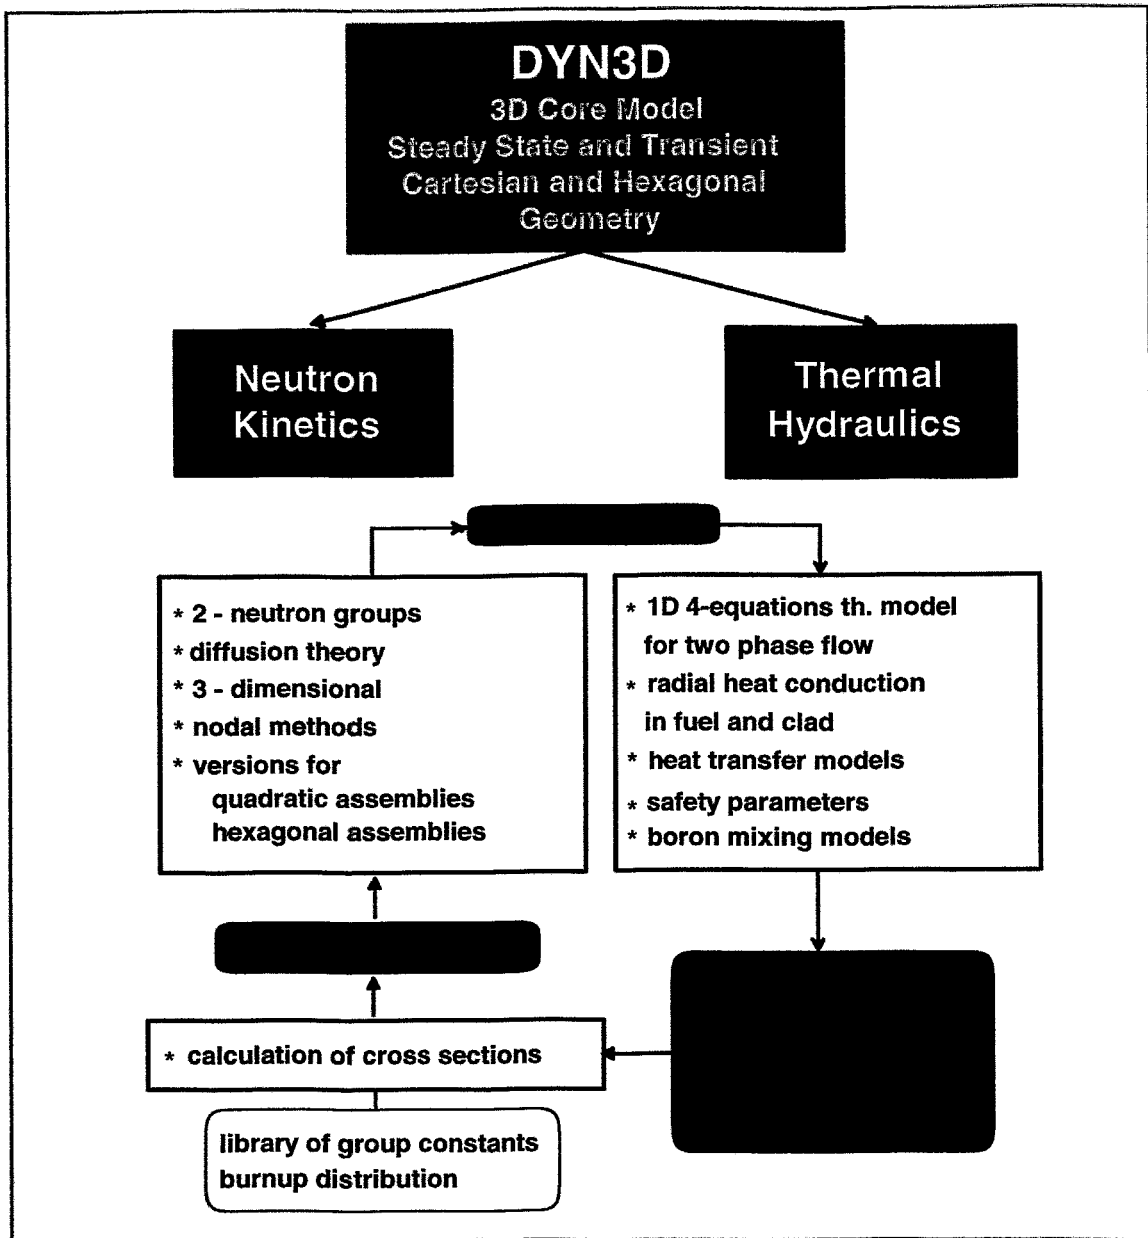 DYN3D
3D Core Model
Steady State and Transient
Cartesian and Hexagonal
Geometry
Neutron
Kinetics
Thermal
Hydraulics
* 2 - neutron groups
* diffusion theory
* 3 - dimensional
* nodal methods
* versions for
quadratic assemblies
hexagonal assemblies
* 1D 4-equations th. model
for two phase flow
* radial heat conduction
in fuel and clad
* heat transfer models
* safety parameters
* boron mixing models
* calculation of cross sections
library of group constants
burnup distribution